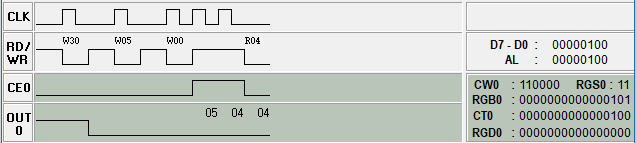 CLK
RD/
WR
W30 W05 W00 R04
D7 - D0 : 00000100
AL : 00000100
CE0
CW0 : 110000 RGS0 : 11
RGB0 : 0000000000000101
OUT
0
05 04 04
CT0 : 0000000000000100
RGD0 : 0000000000000000